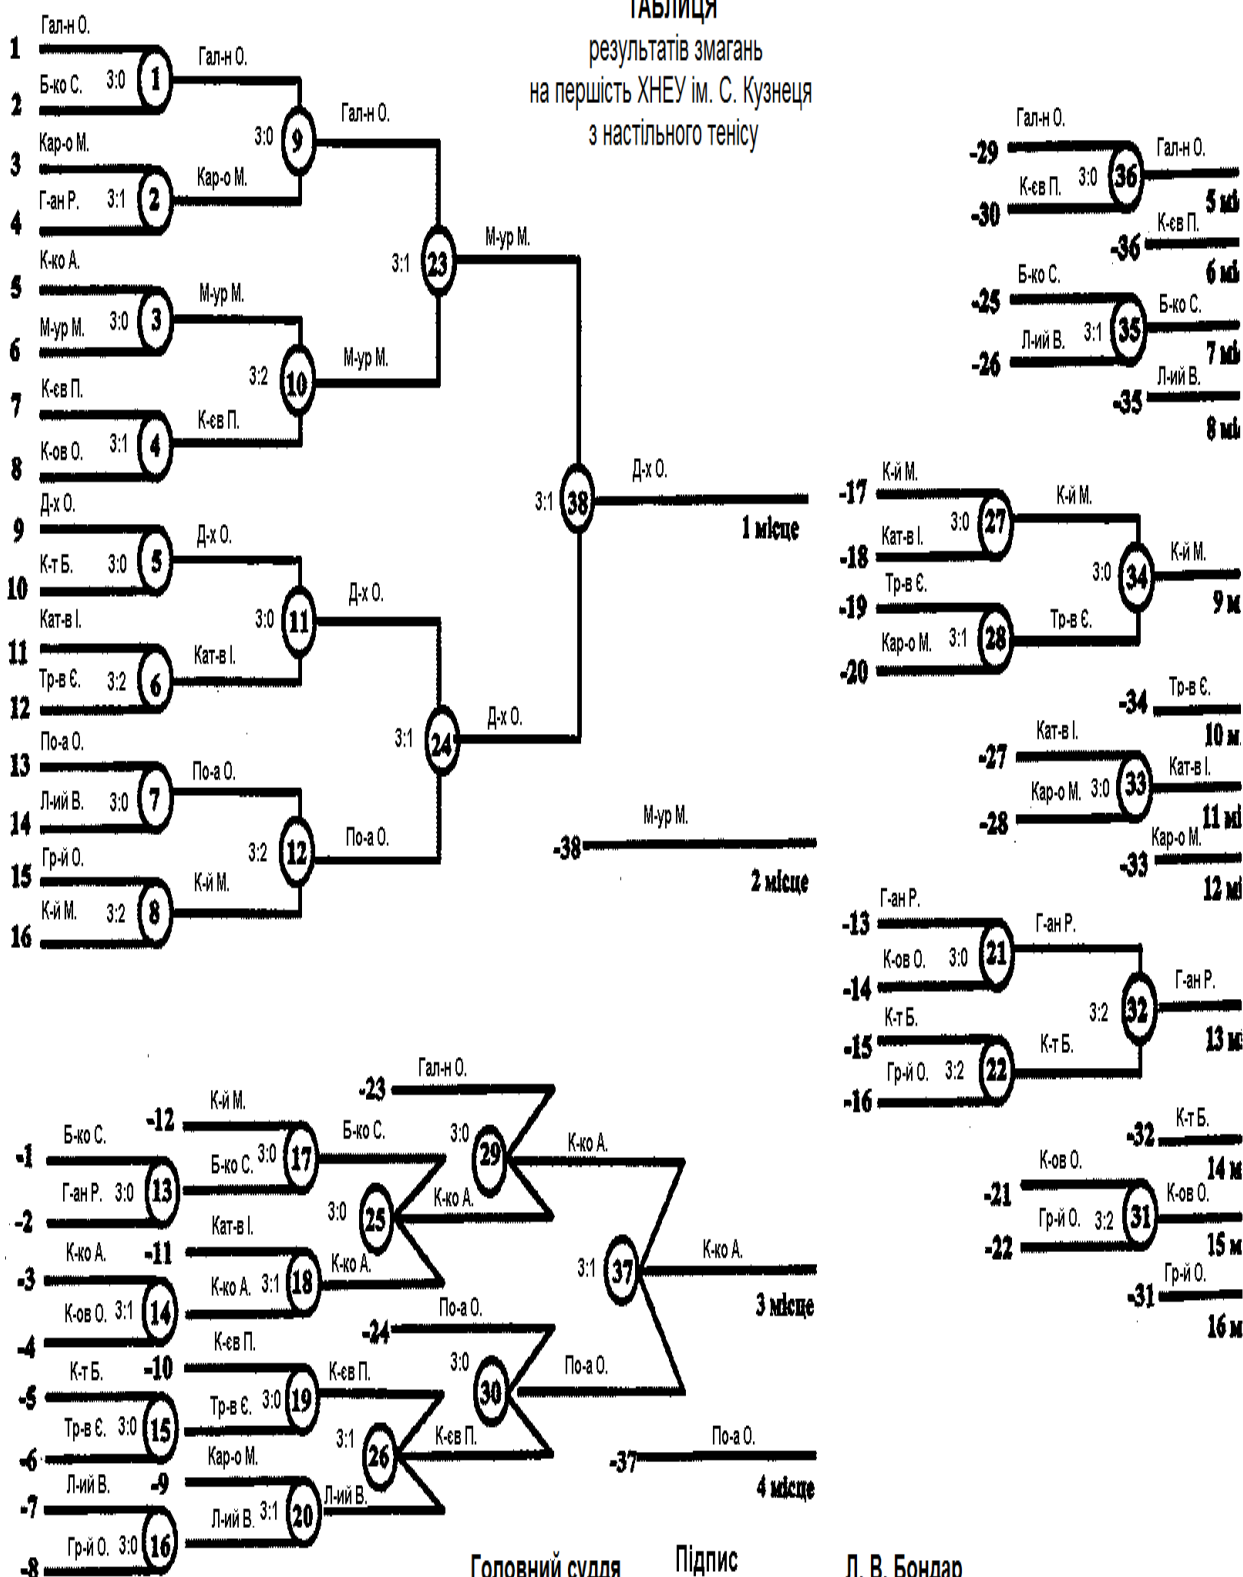 ТАБЛИЦЯ
результатів змагань
на першість ХНЕУ ім. С. Кузнеця
з настільного тенісу
Гал-н О.
1
3:0
1
Гал-н О.
Б-ко С.
2
Кар-о М.
3
3:0
9
Гал-н О.
Г-ан Р.
3:1
2
Кар-о М.
4
К-ко А.
5
3:1
23
М-ур М.
М-ур М.
3:0
3
М-ур М.
6
К-єв П.
7
3:2
10
М-ур М.
К-ов О.
3:1
4
К-єв П.
8
Д-х О.
9
3:1
38
Д-х О.
1 місце
К-т Б.
3:0
5
Д-х О.
10
Кат-в І.
11
3:0
11
Д-х О.
Тр-в Є.
3:2
6
Кат-в І.
12
По-а О.
13
3:1
24
Д-х О.
Л-ий В.
3:0
7
По-а О.
14
Гр-й О.
15
3:2
12
По-а О.
К-й М.
3:2
8
К-й М.
16
-38
М-ур М.
2 місце
-29
Гал-н О.
3:0
36
Гал-н О.
5 мі
-30
К-єв П.
-36
К-єв П.
6 мі
-25
Б-ко С.
3:1
35
Б-ко С.
7 мі
-26
Л-ий В.
-35
Л-ий В.
8 мі
-17
К-й М.
3:0
27
К-й М.
-18
Кат-в І.
3:0
34
К-й М.
9 м
-19
Тр-в Є.
3:1
28
Тр-в Є.
-20
Кар-о М.
-34
Тр-в Є.
10 м
-27
Кат-в І.
3:0
33
Кат-в І.
11 мі
-28
Кар-о М.
-33
Кар-о М.
12 мі
-13
Г-ан Р.
3:0
21
Г-ан Р.
-14
К-ов О.
3:2
32
Г-ан Р.
13 м
-15
К-т Б.
3:2
22
К-т Б.
-16
Гр-й О.
-32
К-т Б.
14 м
-21
К-ов О.
3:2
31
К-ов О.
15 м
-22
Гр-й О.
-31
Гр-й О.
16 м
-23
Гал-н О.
-12
К-й М.
3:0
17
Б-ко С.
3:0
29
К-ко А.
-1
Б-ко С.
Б-ко С.
Г-ан Р.
3:0
13
-2
3:0
25
К-ко А.
-11
Кат-в І.
3:1
18
К-ко А.
-3
К-ко А.
К-ко А.
К-ов О.
3:1
14
-4
3:1
37
К-ко А.
3 місце
-24
По-а О.
-10
К-єв П.
3:0
19
К-єв П.
3:0
30
По-а О.
-5
К-т Б.
Тр-в Є.
Тр-в Є.
3:0
15
-6
3:1
26
К-єв П.
-9
Кар-о М.
3:1
20
Л-ий В.
-7
Л-ий В.
Л-ий В.
Гр-й О.
3:0
16
-8
-37
По-а О.
4 місце
Головний суддя
Підпис
Л. В. Бондар